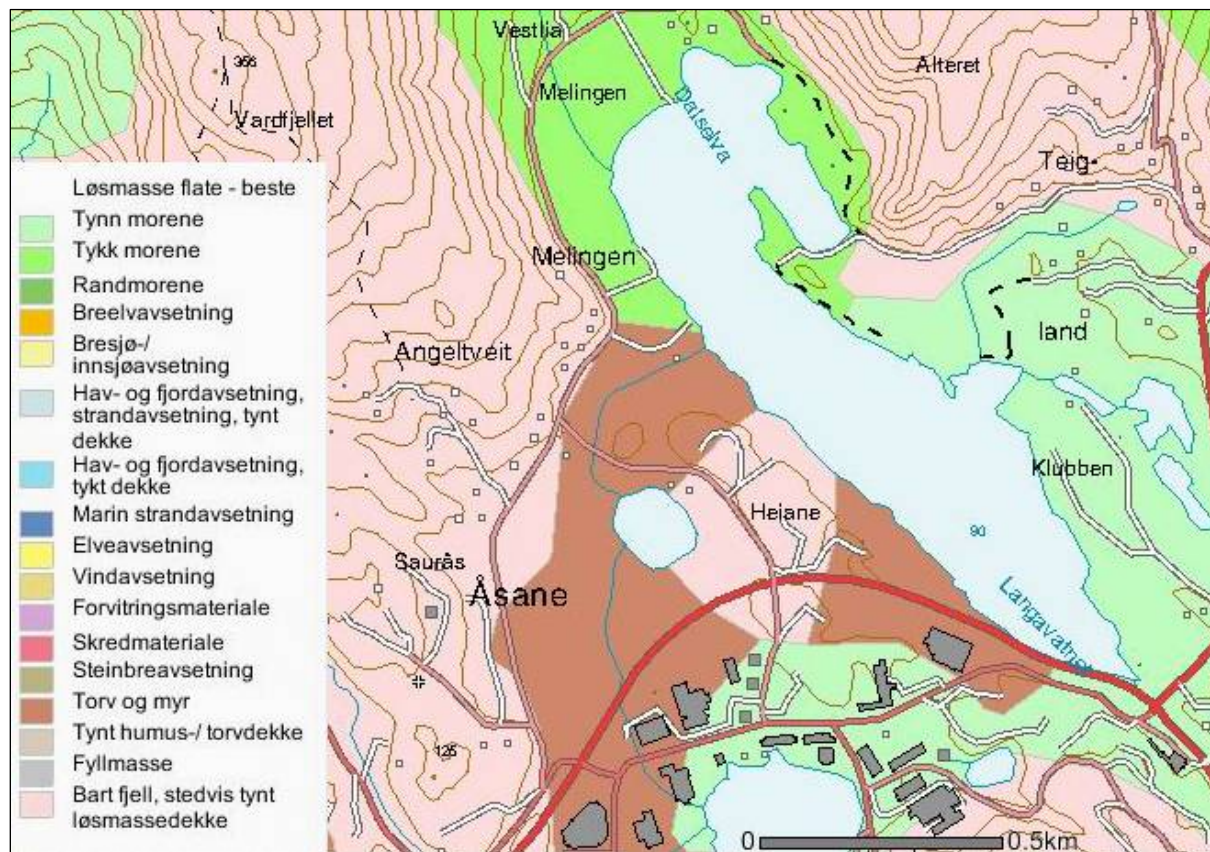 Vestlia
356
Alteret
Melingen
Dalselva
Vardfjellet
Teig
Løsmasse flate - beste
Tynn morene
Tykk morene
Randmorene
Breelvavsetning
Bresjø-/
innsjøavsetning
Hav- og fjordavsetning,
strandavsetning, tynt
dekke
Hav- og fjordavsetning,
tykt dekke
Marin strandavsetning
Elveavsetning
Vindavsetning
Forvitringsmateriale
Skredmateriale
Steinbreavsetning
Torv og myr
Tynt humus-/ torvdekke
Fyllmasse
Bart fjell, stedvis tynt
løsmassedekke
Melingen
land
Angeltveit
Klubben
Heiane
90
Saurås
Åsane
Langavatnet
125
0
0.5km